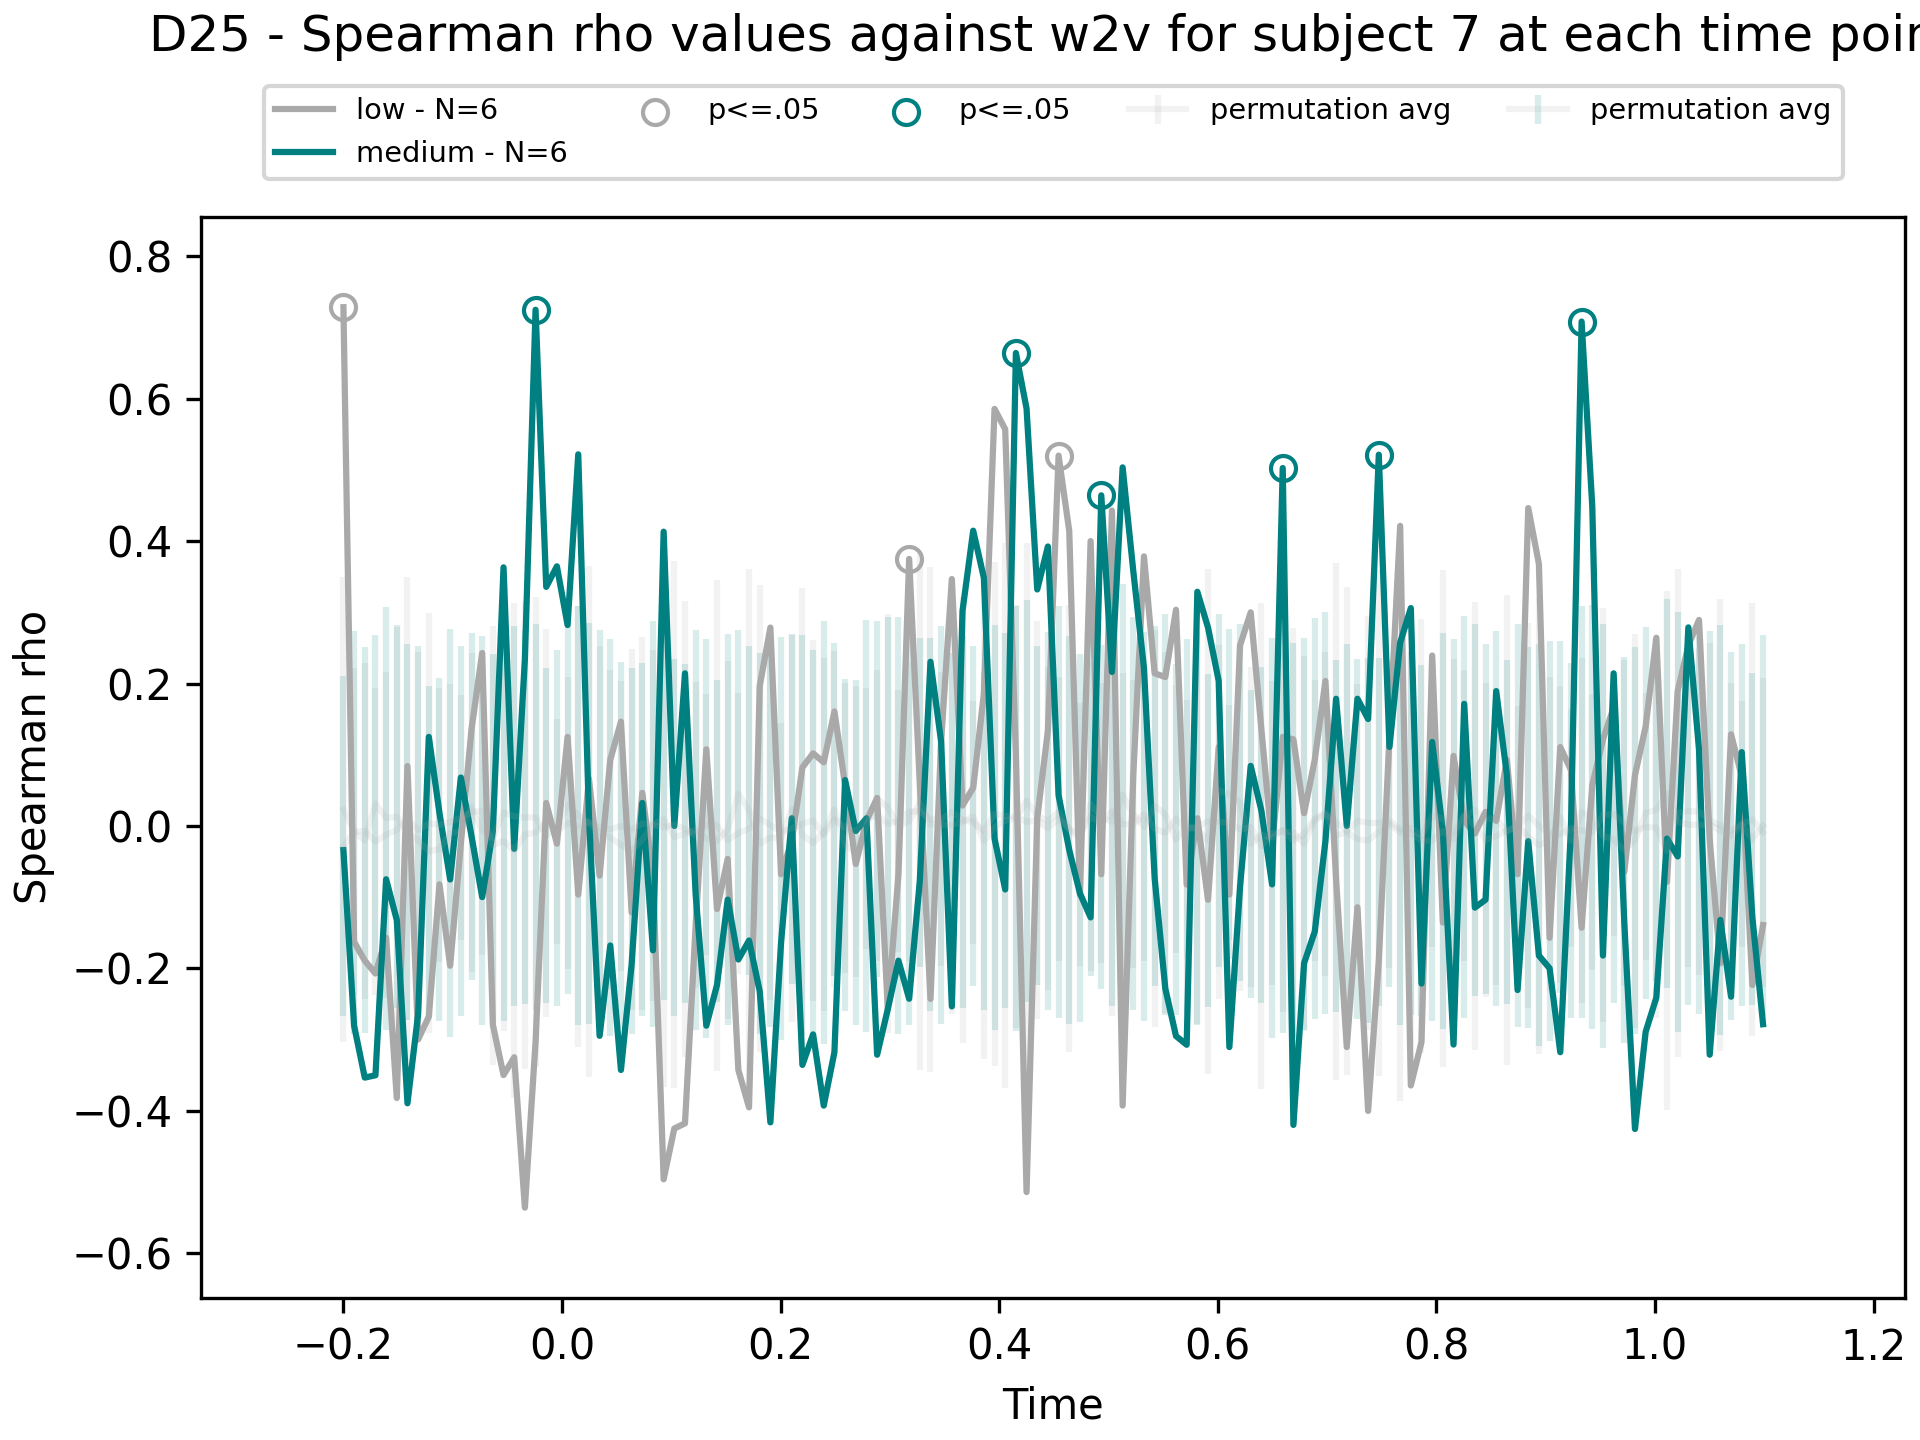 D25 - Spearman rho values against w2v for subject 7 at each time poin
low - N=6
medium - N=6
p<=.05
p<=.05
permutation avg
permutation avg
Spearman rho
0.8
0.6
0.4
0.2
0.0
−0.2
−0.4
−0.6
−0.2 0.0 0.2 0.4 0.6 0.8 1.0 1.2
Time